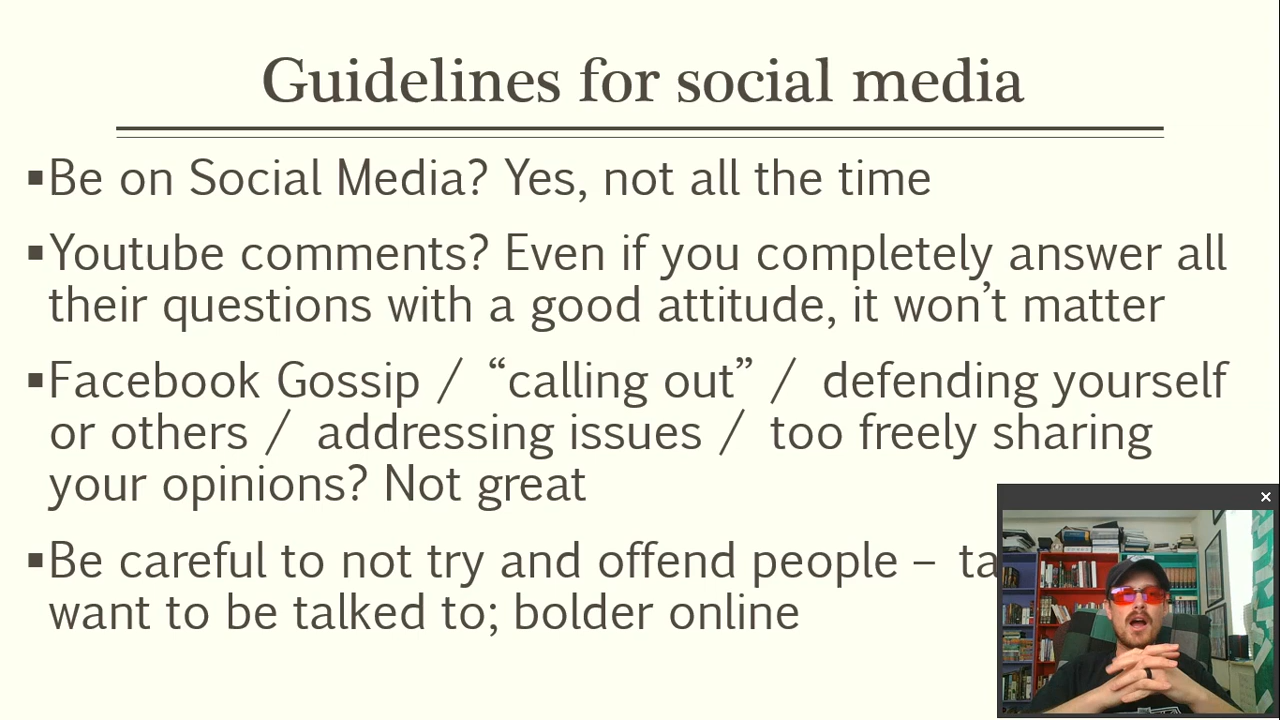 Guidelines for social media
▪Be on Social Media? Yes, not all the time
▪Youtube comments? Even if you completely answer all
their questions with a good attitude, it won’t matter
▪Facebook Gossip / “calling out” / defending yourself
or others / addressing issues / too freely sharing
your opinions? Not great
▪Be careful to not try and offend people – ta
want to be talked to; bolder online